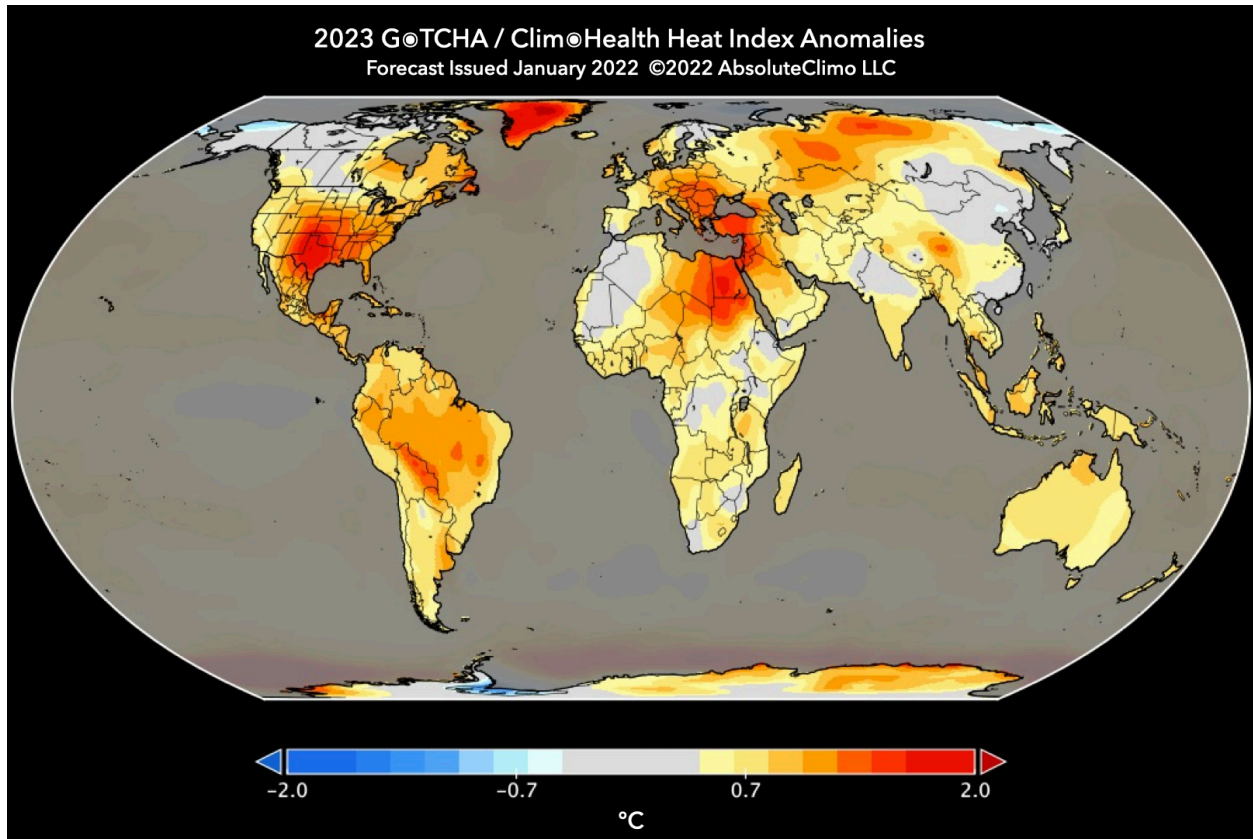 2023 G◉TCHA / Clim◉Health Heat Index Anomalies
Forecast Issued January 2022 ©2022 AbsoluteClimo LLC
−2.0 −0.7 0.7 2.0
°C